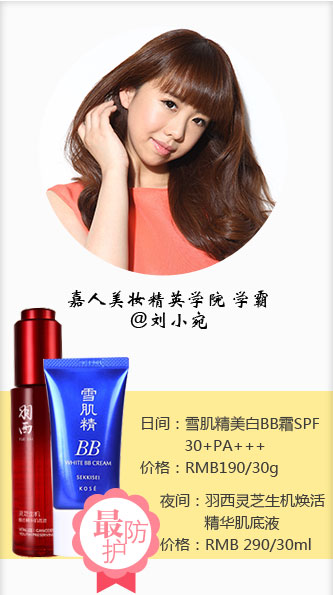 嘉人美妆精英学院 学霸
@刘小宛
日间：雪肌精美白BB霜SPF
30+PA+++
价格：RMB190/30g
夜间：羽西灵芝生机焕活
精华肌底液
价格：RMB 290/30ml
羽西
雪肌精
BB
WHITE BB CREAM
SEKKISEI
KOSÉ
最防护